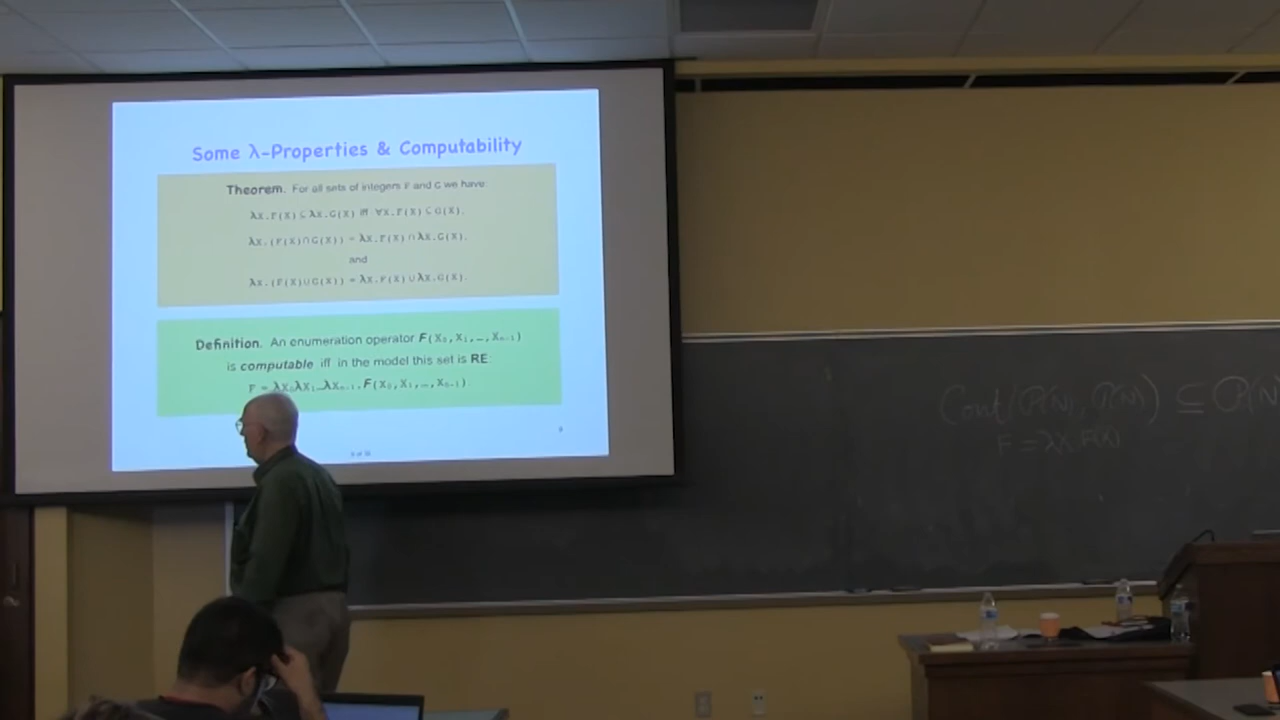 Some λ-Properties & Computability
Theorem. For all sets of integers F and G we have:
λX.F(X)⊆λX.G(X) iff ∀X.F(X)⊆G(X).
λX.(F(X)∩G(X)) = λX.F(X)∩λX.G(X).
and
λX.(F(X)∪G(X)) = λX.F(X)∪λX.G(X).
Definition. An enumeration operator F(X₀,X₁,…,Xₙ₋₁)
is computable iff in the model this set is RE:
F = λX₀λX₁…λXₙ₋₁.F(X₀,X₁,…,Xₙ₋₁)
Cont(P(N), P(N)) ⊆ P(N
F = λX.F(X)